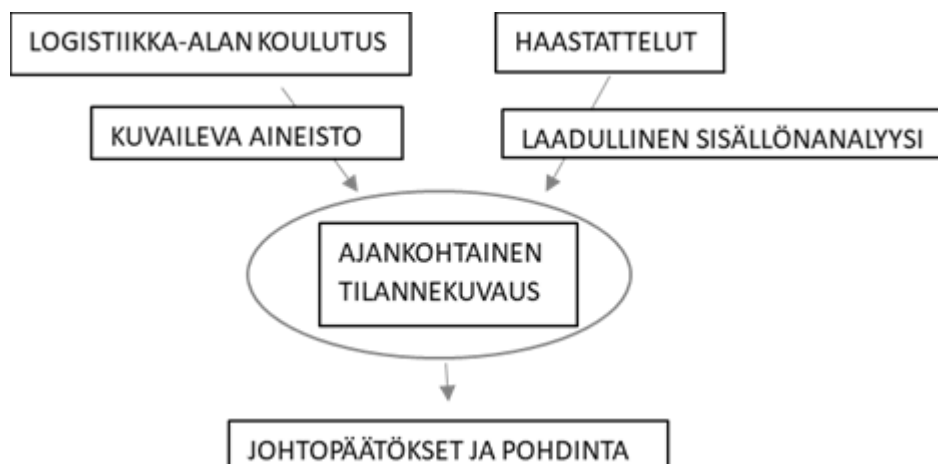 LOGISTIIKKA-ALAN KOULUTUS
HAASTATTELUT
KUVAILEVA AINEISTO
LAADULLINEN SISÄLLÖNANALYYSI
AJANKOHTAINEN
TILANNEKUVAUS
JOHTOPÄÄTÖKSET JA POHDINTA